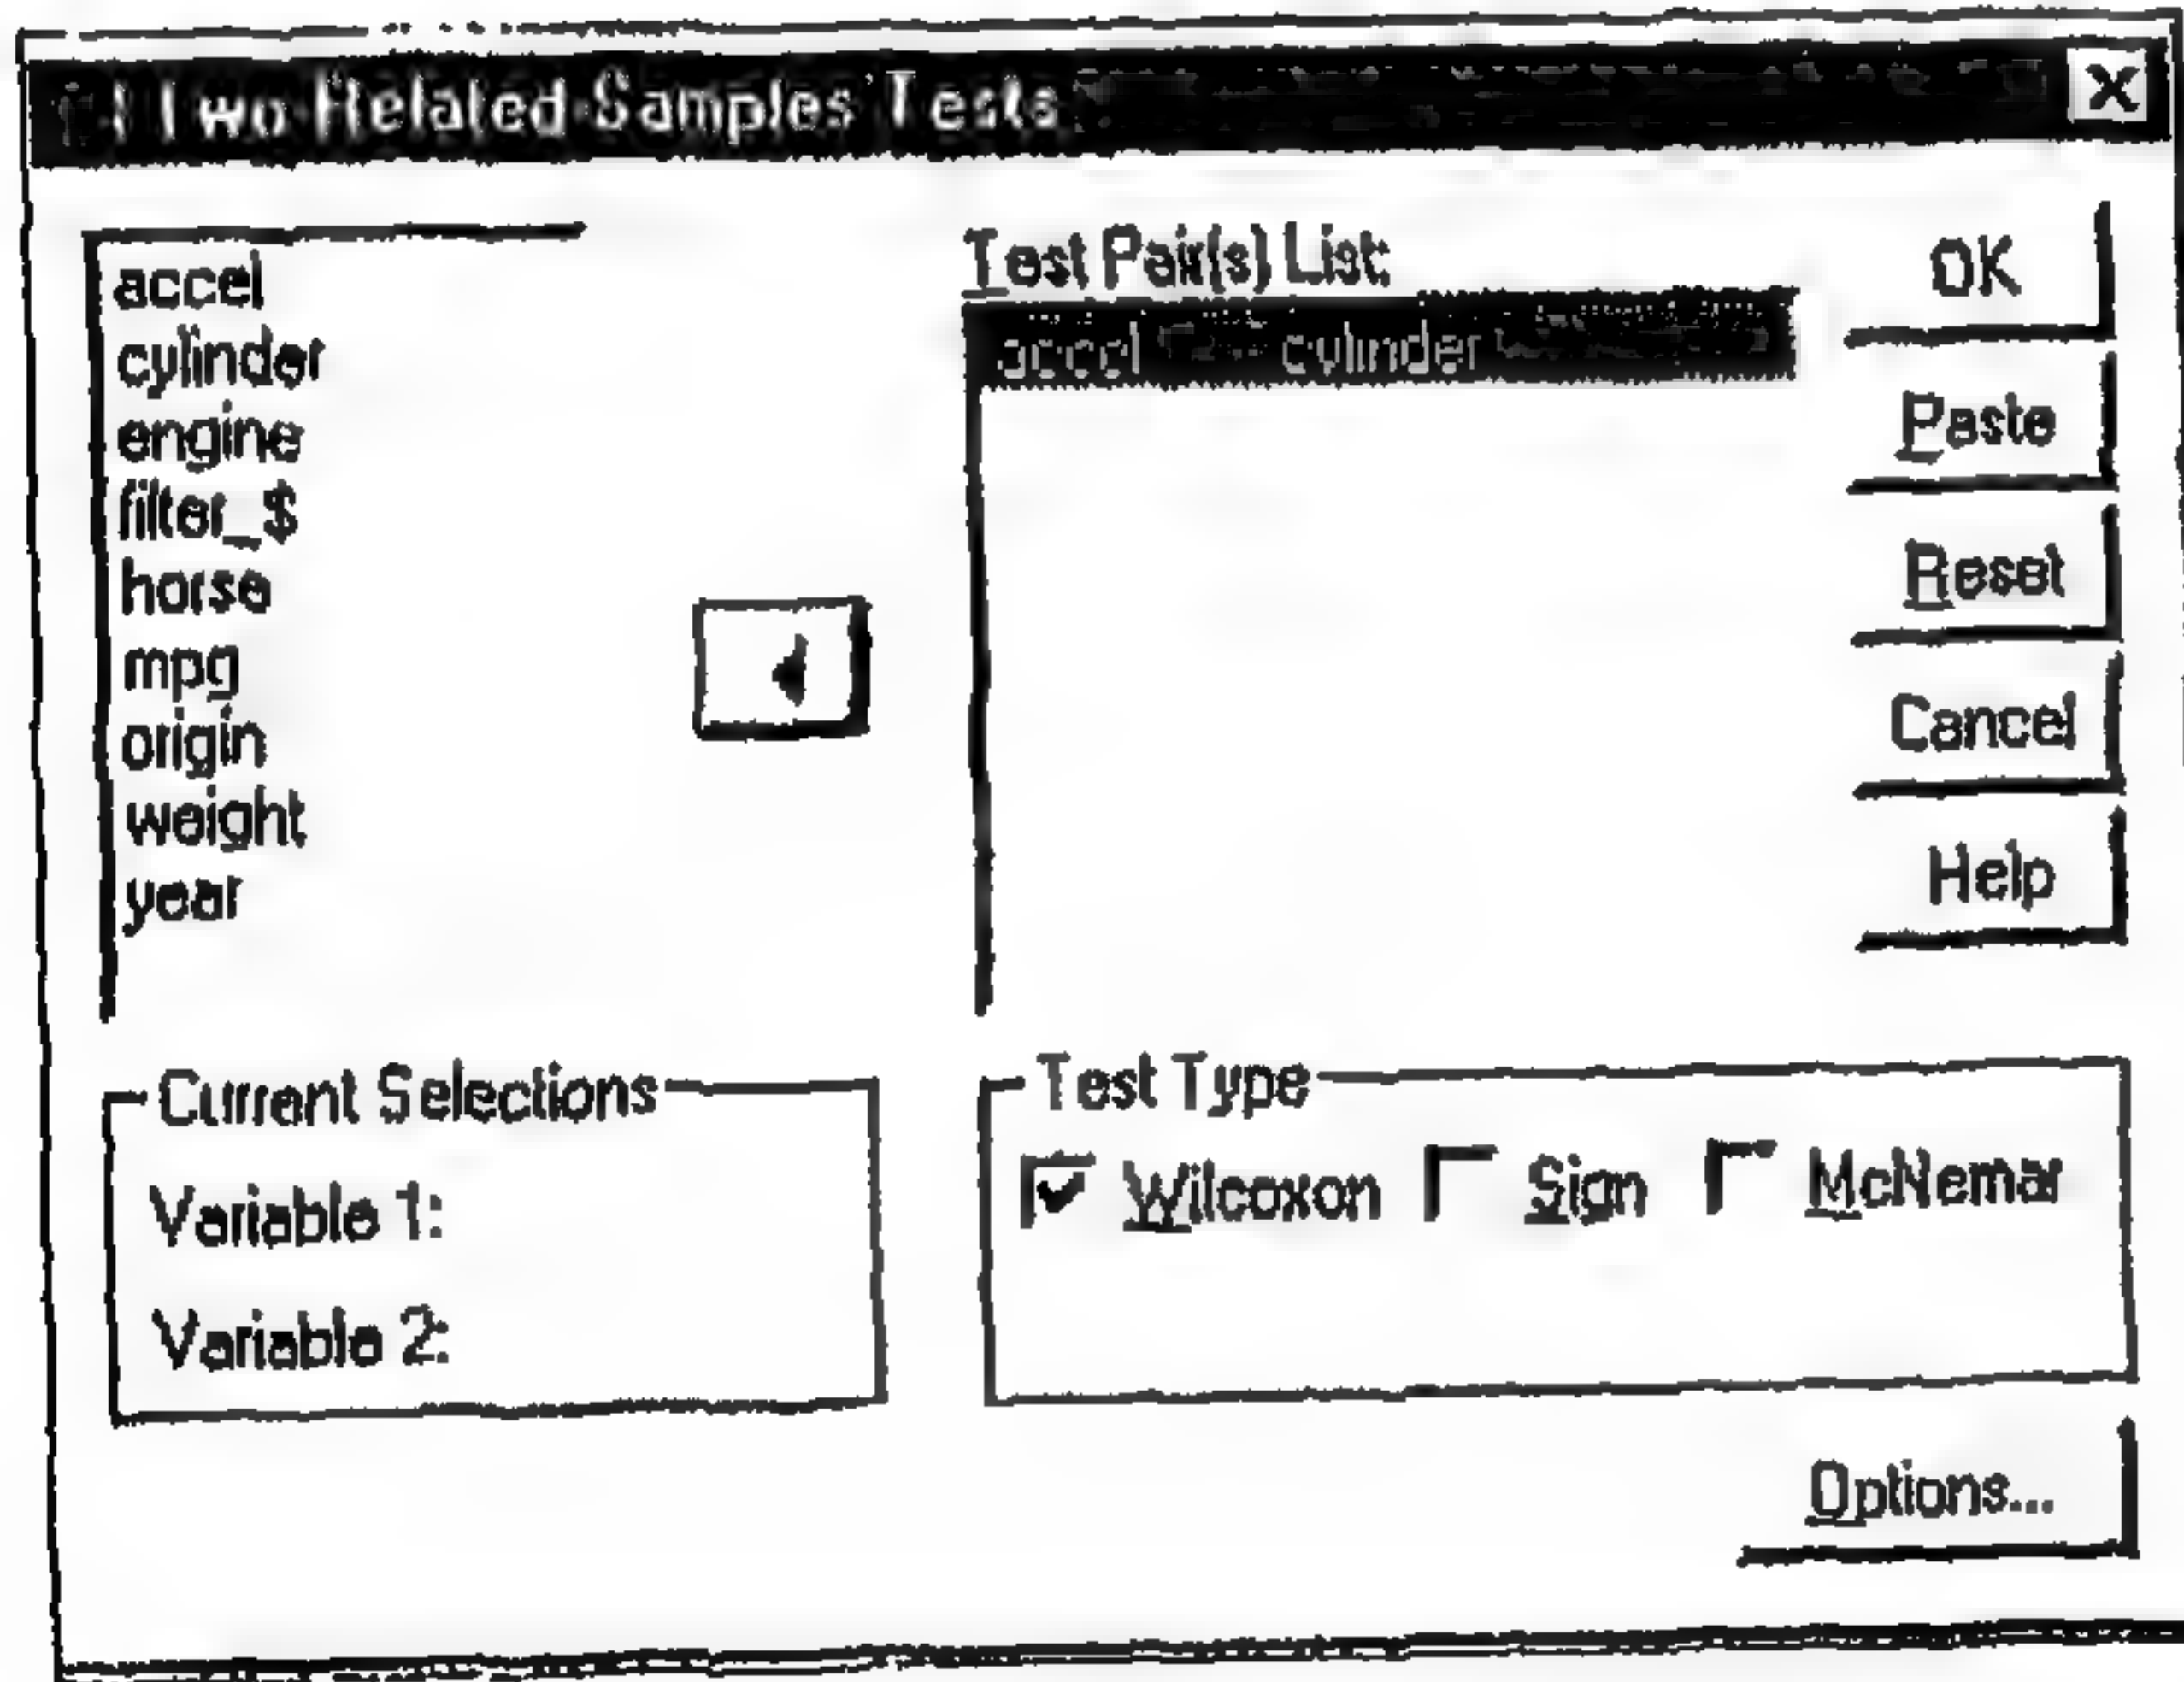 Two-Related-Samples Tests
accel
cylinder
engine
filter_$
horse
mpg
origin
weight
year
Test Pair(s) List:
accel -- cylinder
OK
Paste
Reset
Cancel
Help
Current Selections
Variable 1:
Variable 2:
Test Type
Wilcoxon Sign McNemar
Options...